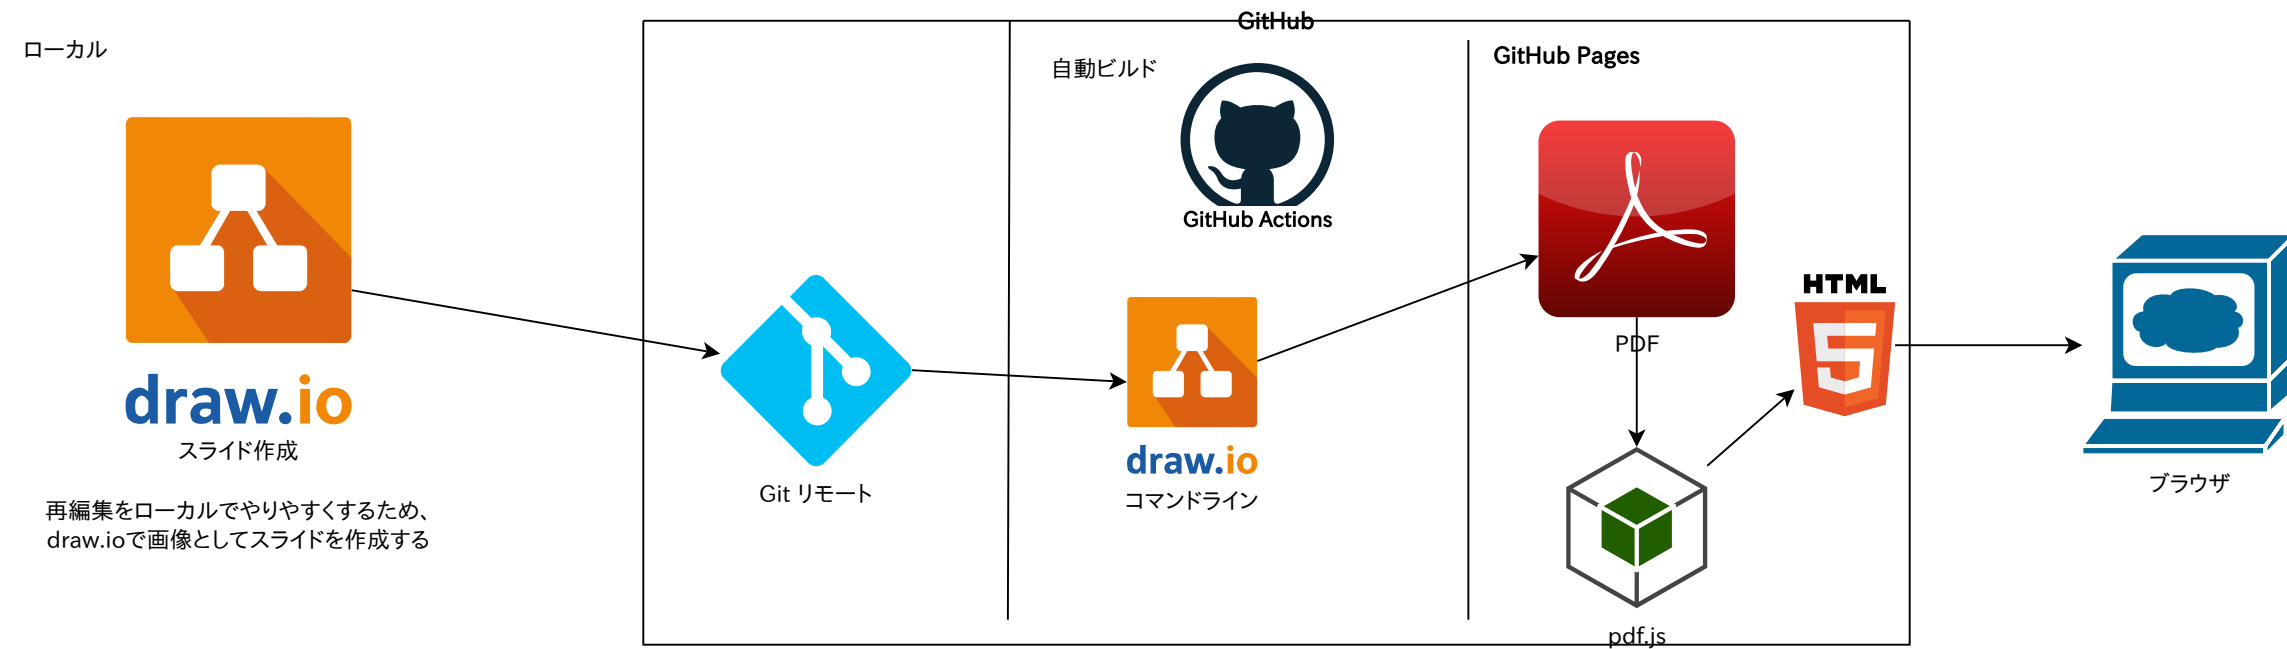 ローカル
draw.io
スライド作成
再編集をローカルでやりやすくするため、
draw.ioで画像としてスライドを作成する
GitHub
Git リモート
自動ビルド
GitHub Actions
draw.io
コマンドライン
GitHub Pages
PDF
pdf.js
HTML
5
ブラウザ